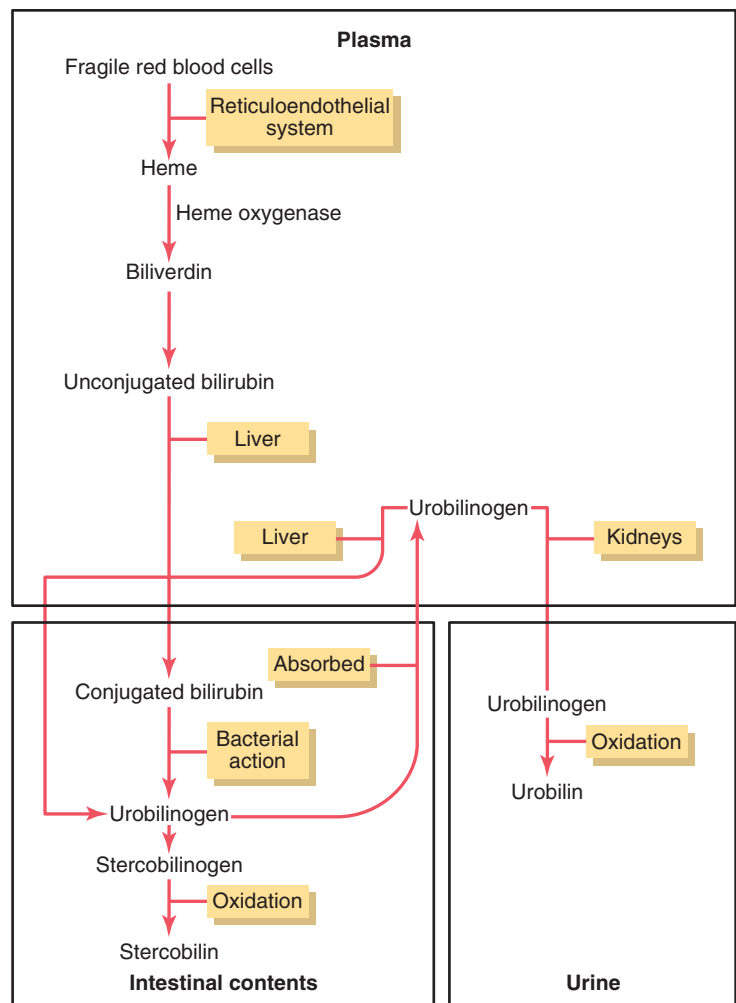 Plasma
Fragile red blood cells
Reticuloendothelial
system
Heme
Heme oxygenase
Biliverdin
Unconjugated bilirubin
Liver
Urobilinogen
Liver
Kidneys
Absorbed
Conjugated bilirubin
Bacterial
action
Urobilinogen
Stercobilinogen
Oxidation
Stercobilin
Intestinal contents
Urobilinogen
Oxidation
Urobilin
Urine